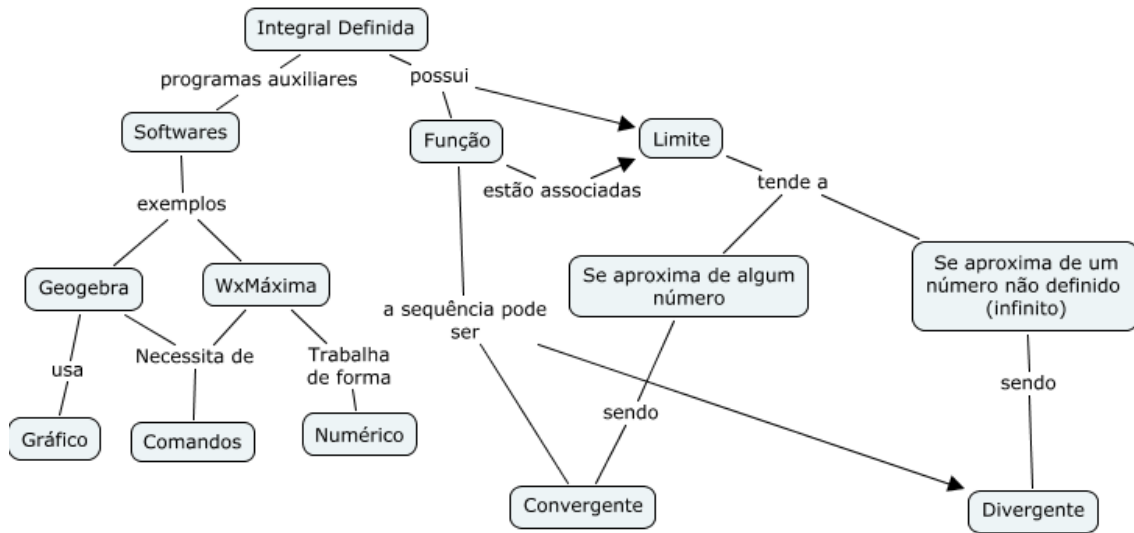 Integral Definida
programas auxiliares
possui
Softwares
Função
Limite
estão associadas
tende a
exemplos
Geogebra
WxMáxima
Se aproxima de algum
número
Se aproxima de um
número não definido
(infinito)
a sequência pode
ser
usa
Necessita de
Trabalha
de forma
sendo
sendo
Gráfico
Comandos
Numérico
Convergente
Divergente